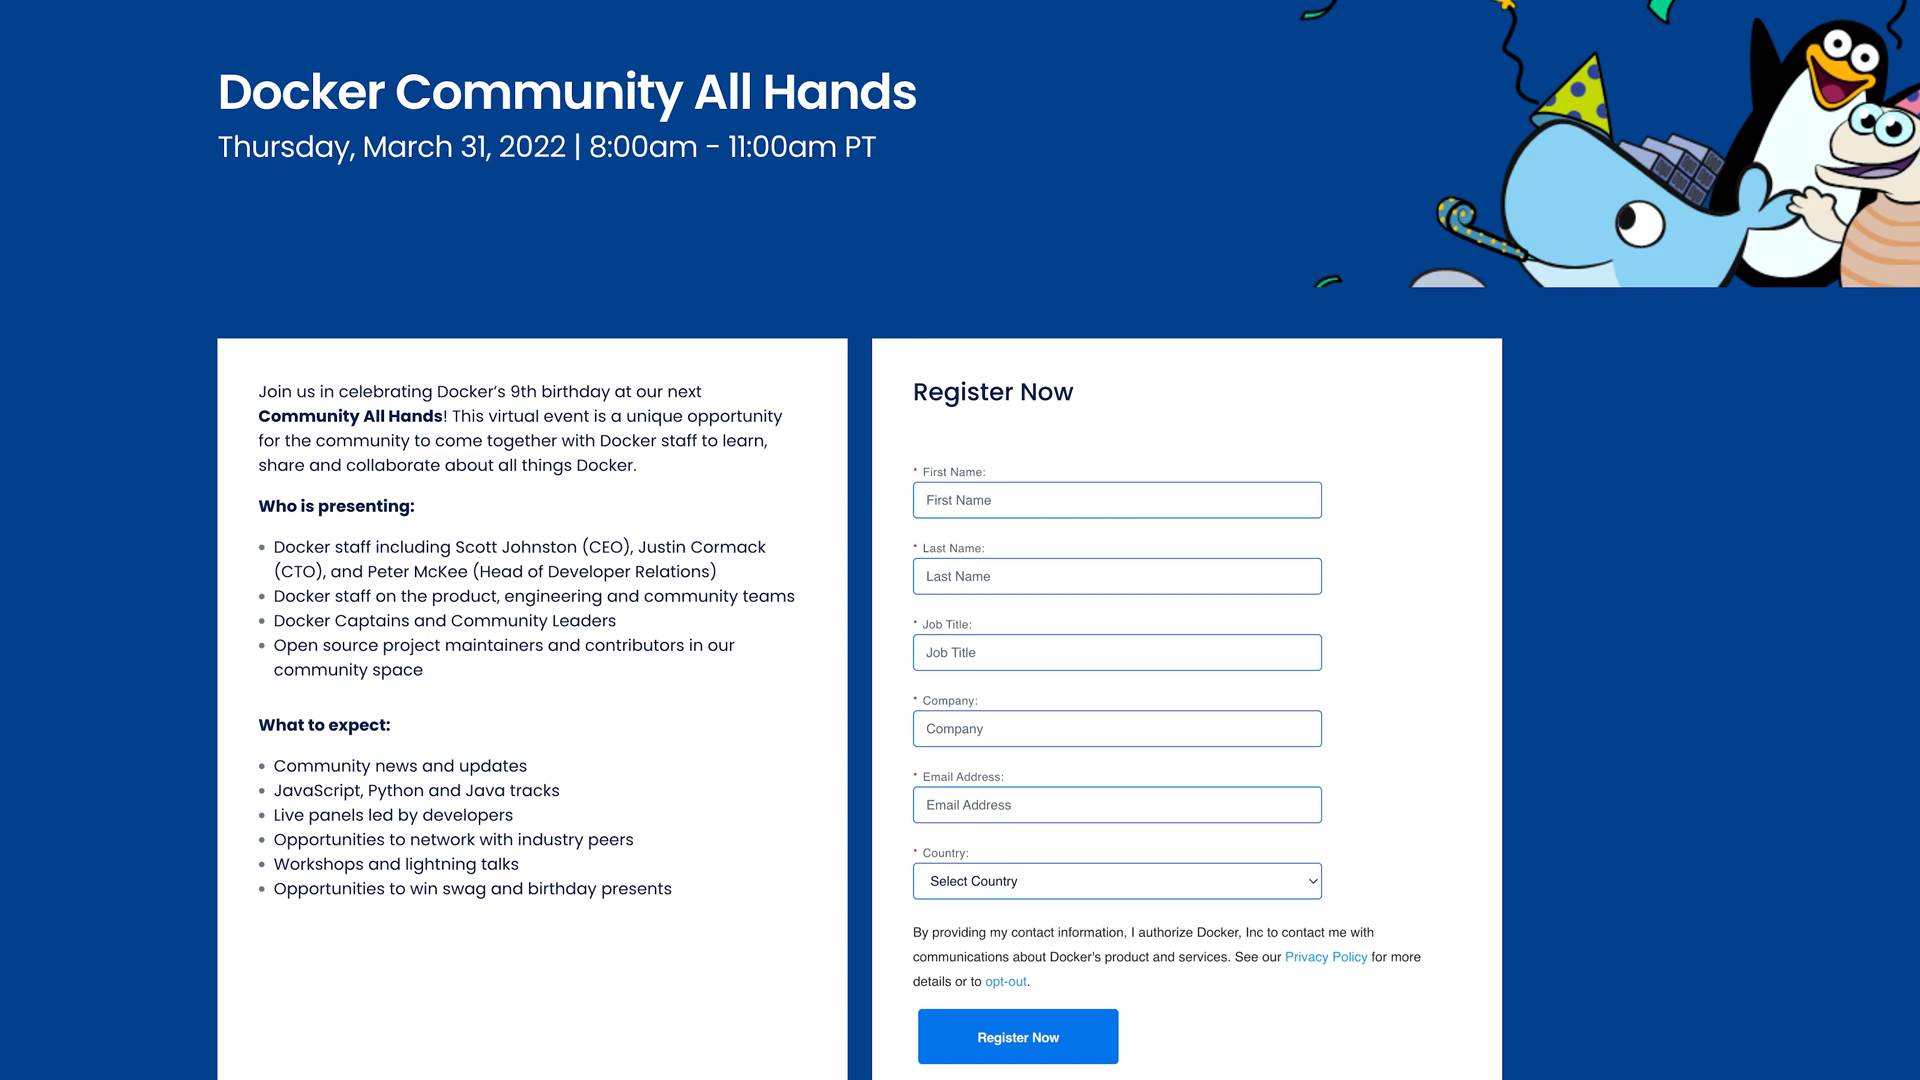 Docker Community All Hands
Thursday, March 31, 2022 | 8:00am - 11:00am PT
Join us in celebrating Docker’s 9th birthday at our next
Community All Hands! This virtual event is a unique opportunity
for the community to come together with Docker staff to learn,
share and collaborate about all things Docker.
Who is presenting:
• Docker staff including Scott Johnston (CEO), Justin Cormack
(CTO), and Peter McKee (Head of Developer Relations)
• Docker staff on the product, engineering and community teams
• Docker Captains and Community Leaders
• Open source project maintainers and contributors in our
community space
What to expect:
• Community news and updates
• JavaScript, Python and Java tracks
• Live panels led by developers
• Opportunities to network with industry peers
• Workshops and lightning talks
• Opportunities to win swag and birthday presents
Register Now
* First Name:
First Name
* Last Name:
Last Name
* Job Title:
Job Title
* Company:
Company
* Email Address:
Email Address
* Country:
Select Country
By providing my contact information, I authorize Docker, Inc to contact me with
communications about Docker's product and services. See our Privacy Policy for more
details or to opt-out.
Register Now